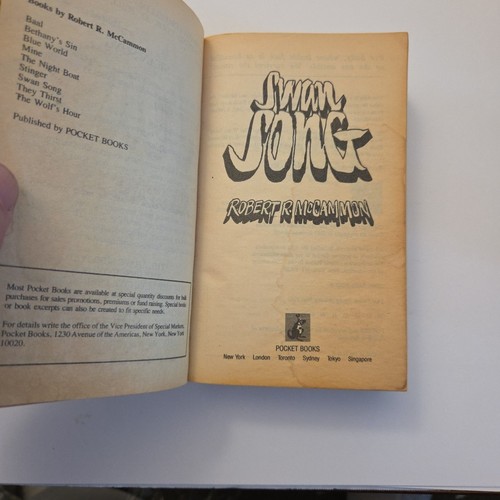 Books by Robert R. McCammon
Baal
Bethany's Sin
Blue World
Mine
The Night Boat
Stinger
Swan Song
They Thirst
The Wolf's Hour
Published by POCKET BOOKS
Most Pocket Books are available at special quantity discounts for bulk
purchases for sales promotions, premiums or fund raising. Special books
or book excerpts can also be created to fit specific needs.
For details write the office of the Vice President of Special Markets,
Pocket Books, 1230 Avenue of the Americas, New York, New York
10020.
Swan
SONG
ROBERT R. McCAMMON
POCKET BOOKS
New York London Toronto Sydney Tokyo Singapore